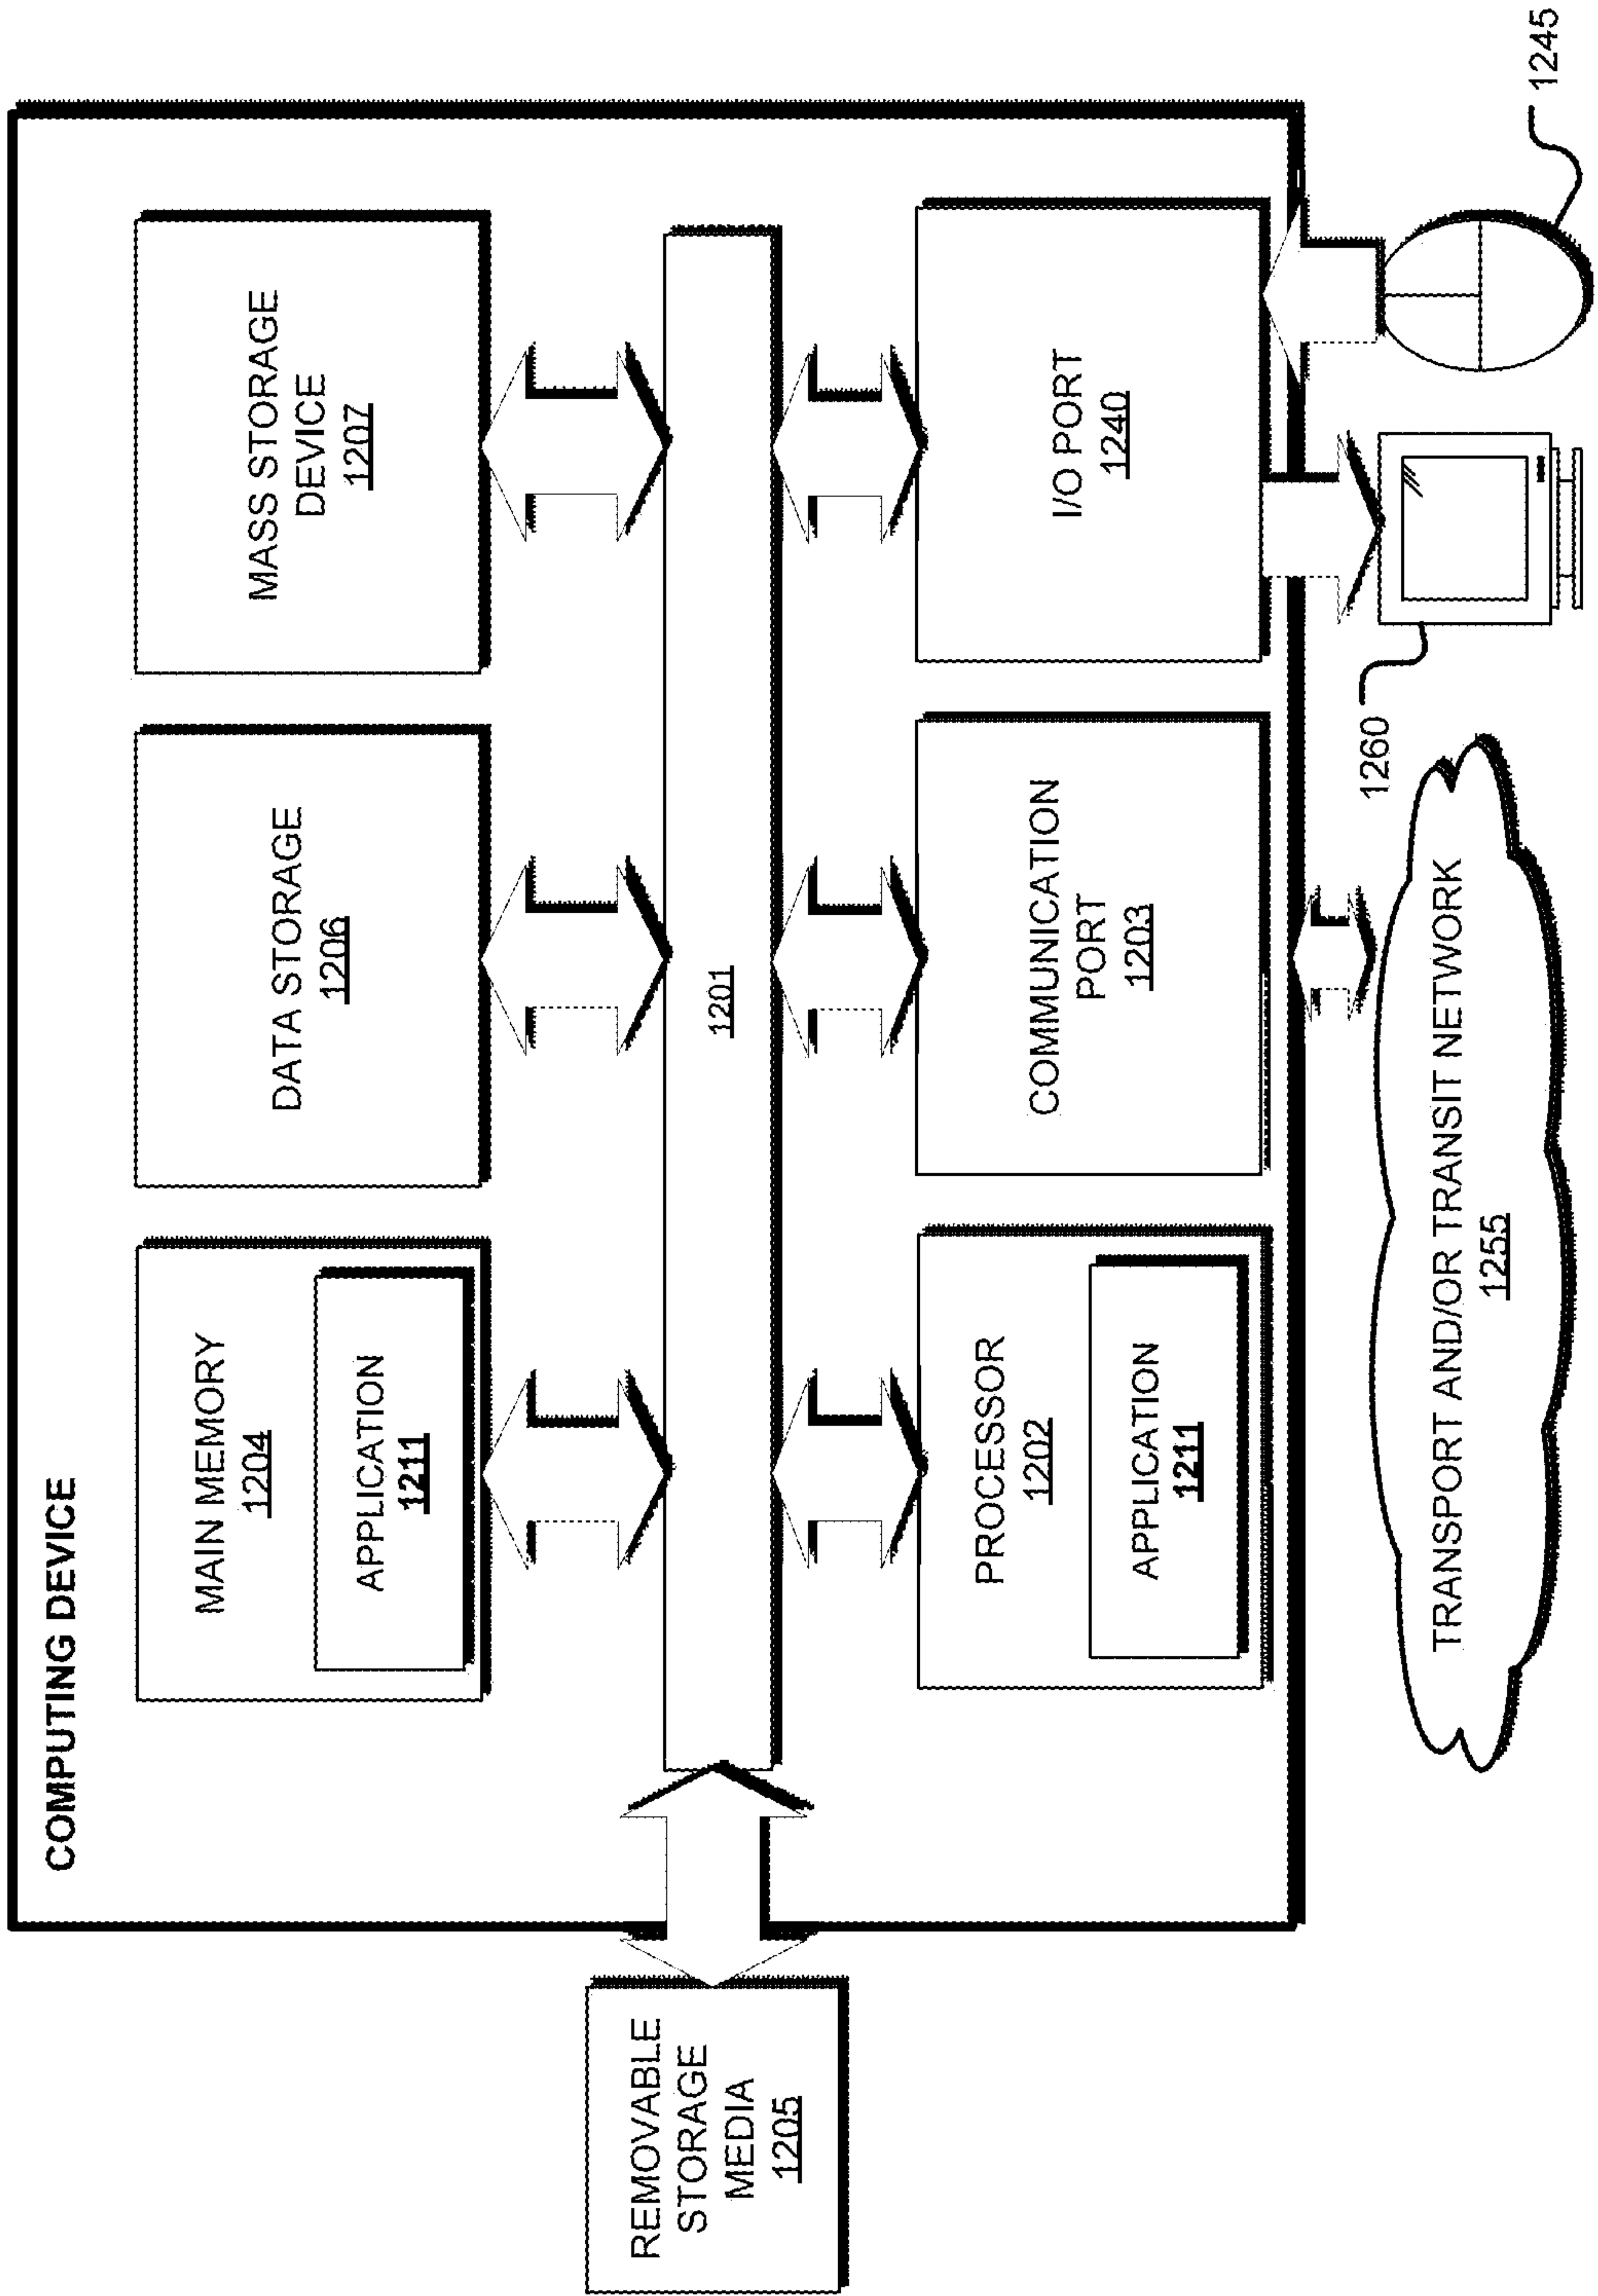 COMPUTING DEVICE
MAIN MEMORY
1204
APPLICATION
1211
DATA STORAGE
1206
MASS STORAGE
DEVICE
1207
REMOVABLE
STORAGE
MEDIA
1205
1201
PROCESSOR
1202
APPLICATION
1211
COMMUNICATION
PORT
1203
I/O PORT
1240
TRANSPORT AND/OR TRANSIT NETWORK
1255
1260
1245